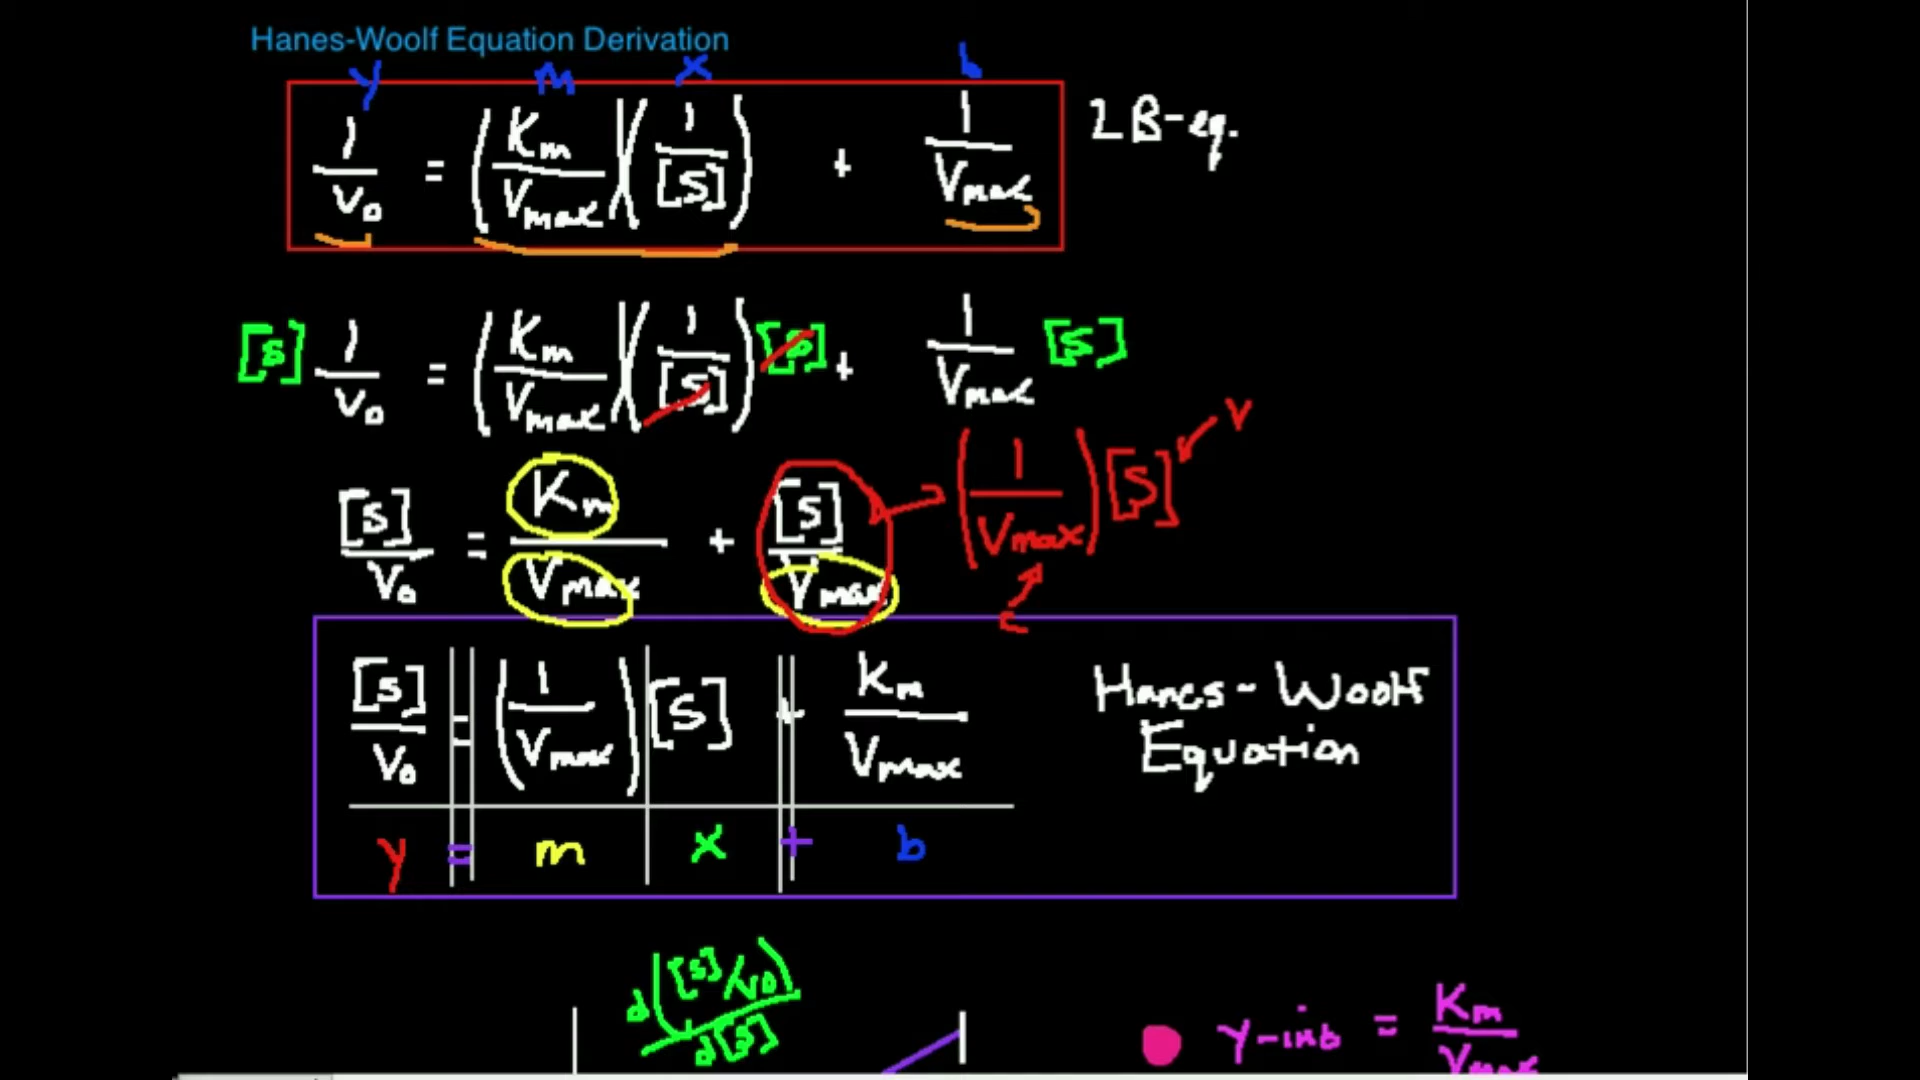 Hanes-Woolf Equation Derivation
y m x b
1/V₀ = (Km/Vmax)(1/[S]) + 1/Vmax LB-eq.
[S] 1/V₀ = (Km/Vmax)(1/[S])[S] + 1/Vmax [S]
[S]/V₀ = Km/Vmax + [S]/Vmax → (1/Vmax)[S] V
C
[S]/V₀ = (1/Vmax)[S] + Km/Vmax Hanes-Woolf
Equation
y = m x + b
d([S]/V0)/d[S]
y-int = Km/Vmax